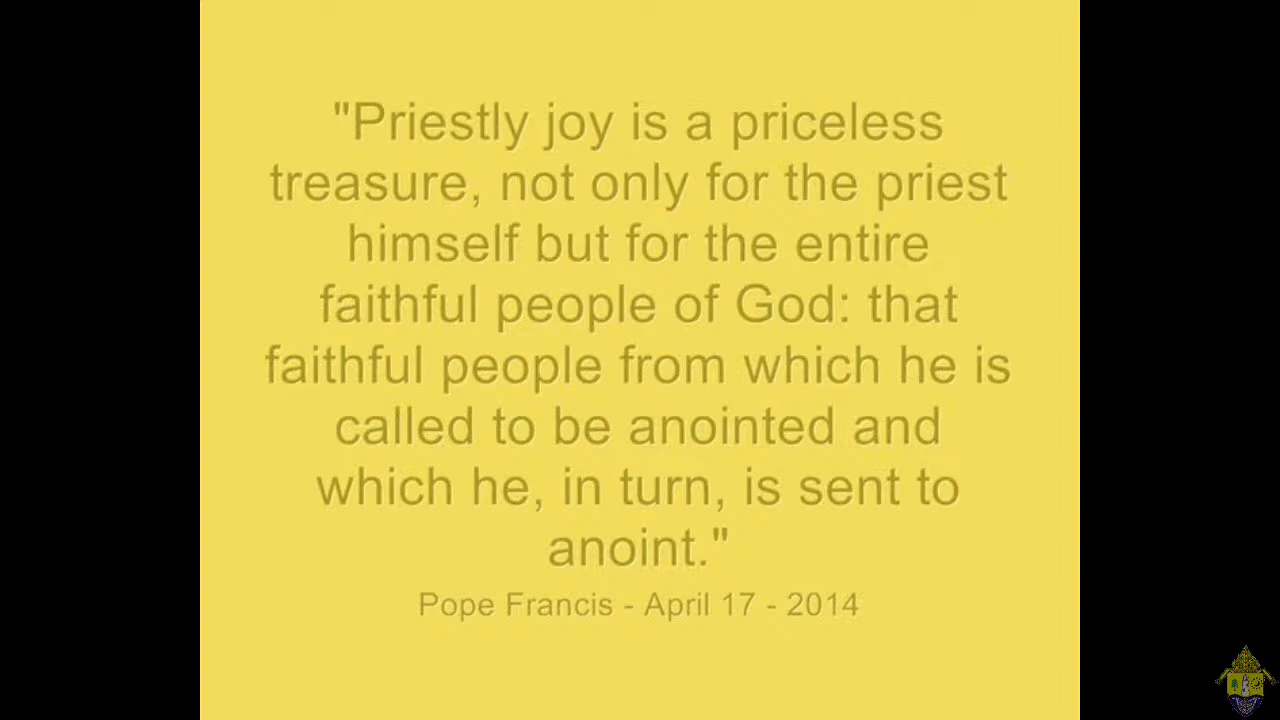 "Priestly joy is a priceless
treasure, not only for the priest
himself but for the entire
faithful people of God: that
faithful people from which he is
called to be anointed and
which he, in turn, is sent to
anoint."
Pope Francis - April 17 - 2014